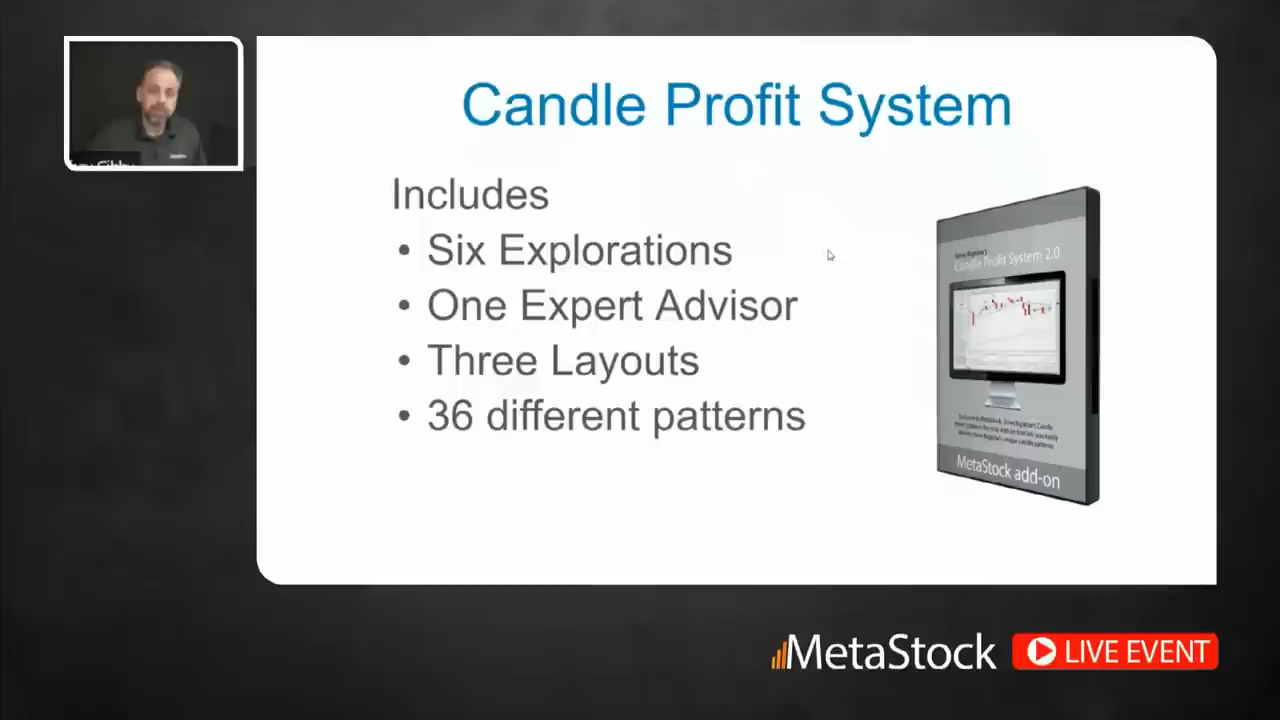 Candle Profit System
Includes
• Six Explorations
• One Expert Advisor
• Three Layouts
• 36 different patterns
Candle Profit System 2.0
MetaStock add-on
MetaStock
LIVE EVENT